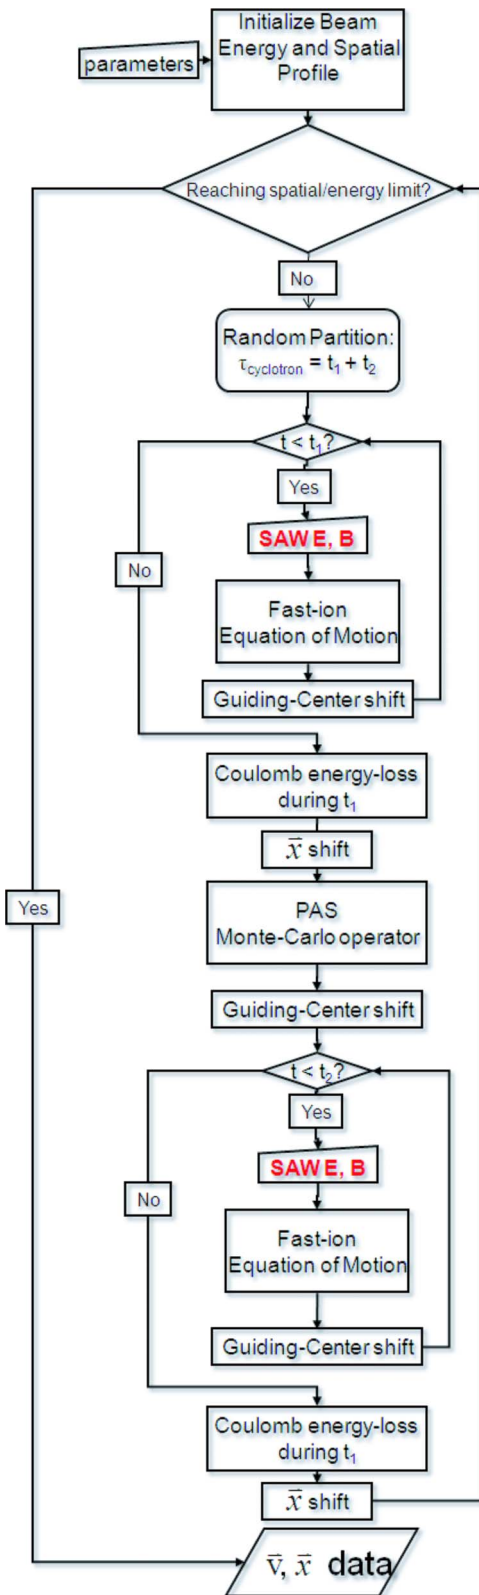 Initialize Beam
Energy and Spatial
Profile
parameters
Reaching spatial/energy limit?
No
Random Partition:
τcyclotron = t1 + t2
t < t1?
Yes
SAW E, B
No
Fast-ion
Equation of Motion
Guiding-Center shift
Coulomb energy-loss
during t1
x̄ shift
Yes
PAS
Monte-Carlo operator
Guiding-Center shift
t < t2?
Yes
SAW E, B
No
Fast-ion
Equation of Motion
Guiding-Center shift
Coulomb energy-loss
during t1
x̄ shift
v̄, x̄ data